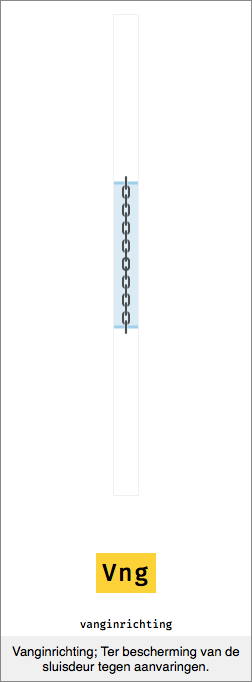 Vng
vanginrichting
Vanginrichting; Ter bescherming van de
sluisdeur tegen aanvaringen.